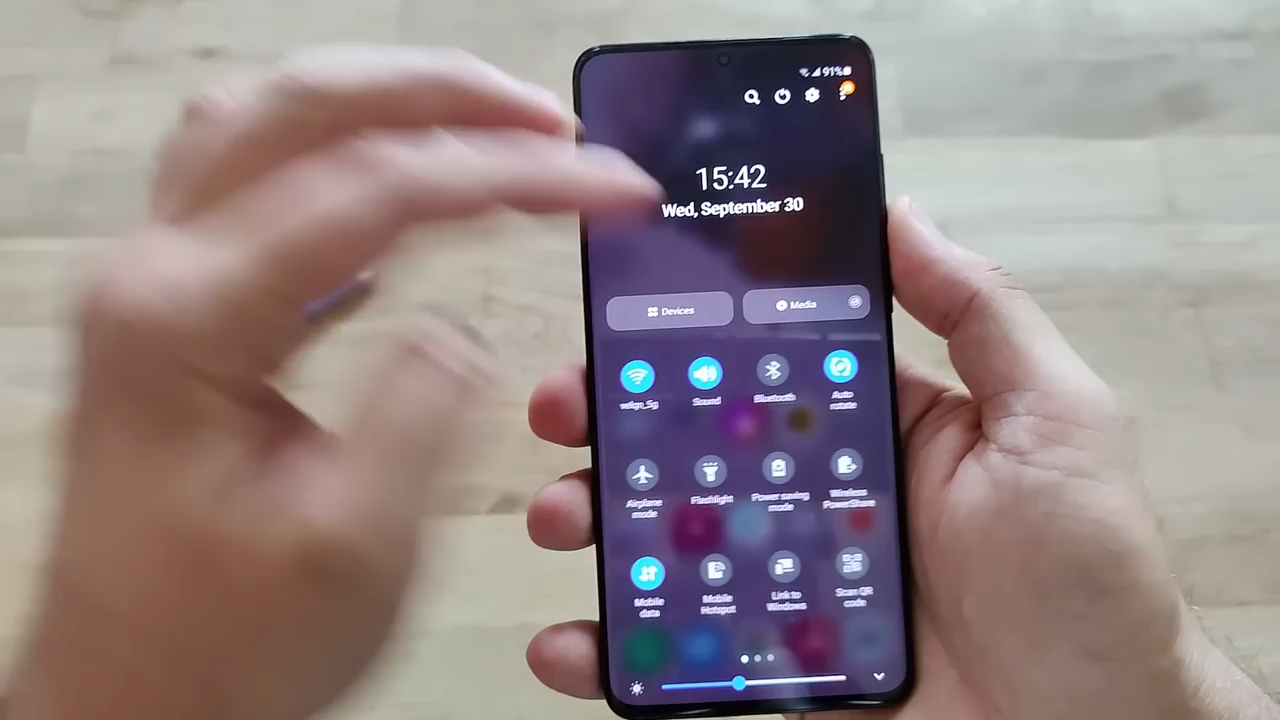 91%
15:42
Wed, September 30
Devices
Media
velgn_5g
Sound
Bluetooth
Auto
rotate
Airplane
mode
Flashlight
Power saving
mode
Wireless
PowerShare
Mobile
data
Mobile
Hotspot
Link to
Windows
Scan QR
code